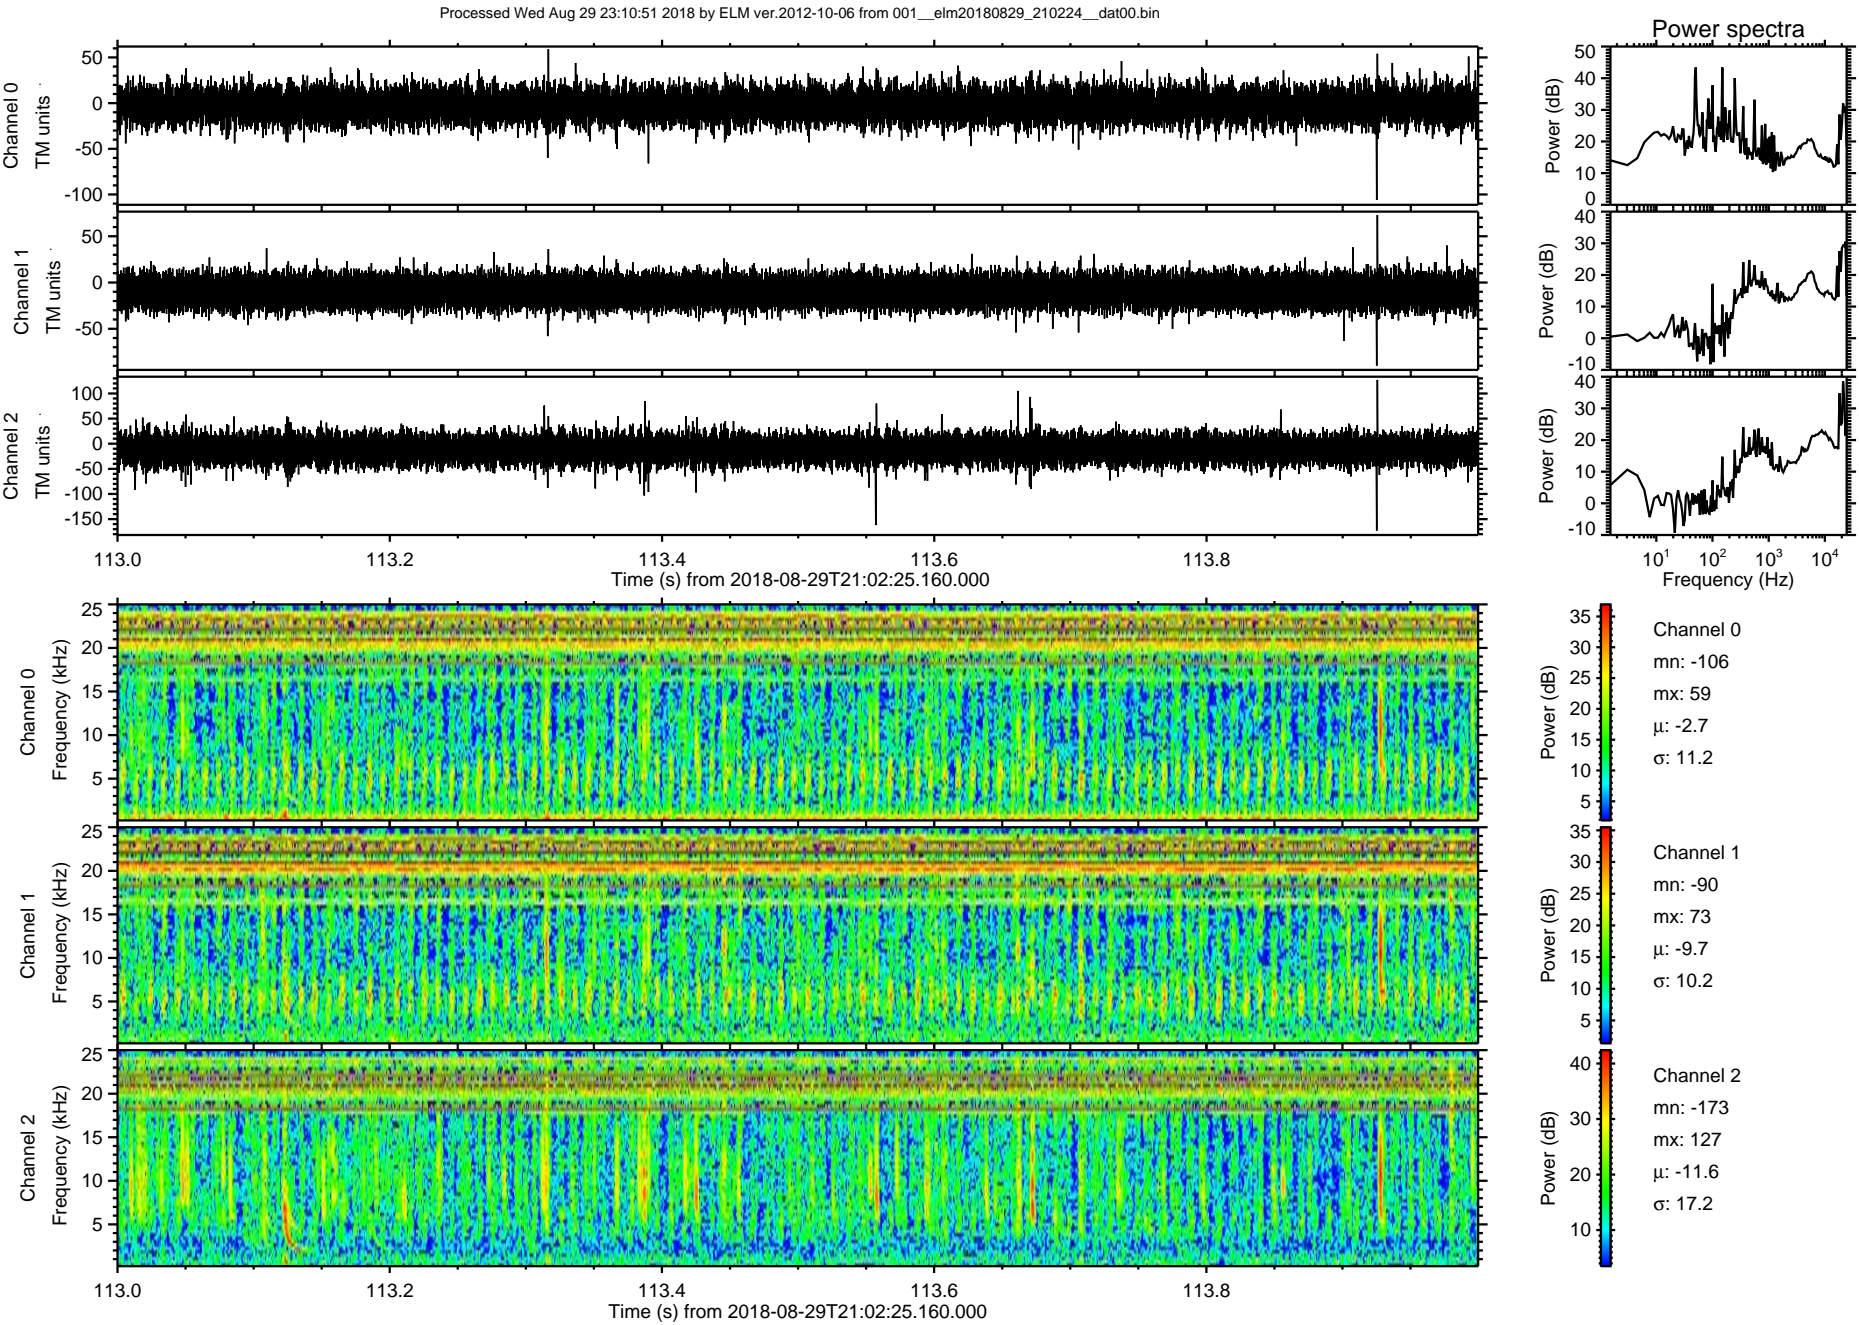 Processed Wed Aug 29 23:10:51 2018 by ELM ver.2012-10-06 from 001__elm20180829_210224__dat00.bin
Power spectra
Channel 0
TM units
50
0
-50
-100
Power (dB)
50
40
30
20
10
0
Channel 1
TM units
50
0
-50
Power (dB)
40
30
20
10
0
-10
Channel 2
TM units
100
50
0
-50
-100
-150
Power (dB)
40
30
20
10
0
-10
113.0 113.2 113.4 113.6 113.8
Time (s) from 2018-08-29T21:02:25.160.000
10¹ 10² 10³ 10⁴
Frequency (Hz)
Channel 0
Frequency (kHz)
25
20
15
10
5
Power (dB)
35
30
25
20
15
10
5
Channel 0
mn: -106
mx: 59
μ: -2.7
σ: 11.2
Channel 1
Frequency (kHz)
25
20
15
10
5
Power (dB)
35
30
25
20
15
10
5
Channel 1
mn: -90
mx: 73
μ: -9.7
σ: 10.2
Channel 2
Frequency (kHz)
25
20
15
10
5
Power (dB)
40
30
20
10
Channel 2
mn: -173
mx: 127
μ: -11.6
σ: 17.2
113.0 113.2 113.4 113.6 113.8
Time (s) from 2018-08-29T21:02:25.160.000